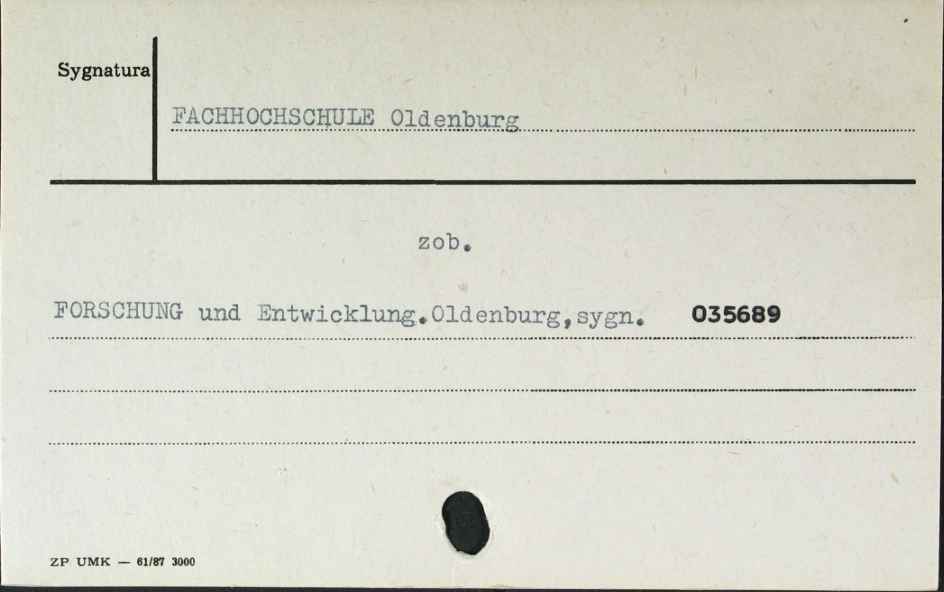 Sygnatura
FACHHOCHSCHULE Oldenburg
zob.
FORSCHUNG und Entwicklung.Oldenburg,sygn. 035689
ZP UMK — 61/87 3000